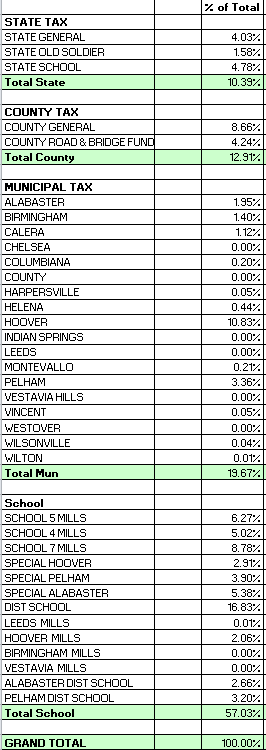 % of Total
STATE TAX
STATE GENERAL 4.03%
STATE OLD SOLDIER 1.58%
STATE SCHOOL 4.78%
Total State 10.39%
COUNTY TAX
COUNTY GENERAL 8.66%
COUNTY ROAD & BRIDGE FUND 4.24%
Total County 12.91%
MUNICIPAL TAX
ALABASTER 1.95%
BIRMINGHAM 1.40%
CALERA 1.12%
CHELSEA 0.00%
COLUMBIANA 0.20%
COUNTY 0.00%
HARPERSVILLE 0.05%
HELENA 0.44%
HOOVER 10.83%
INDIAN SPRINGS 0.00%
LEEDS 0.00%
MONTEVALLO 0.21%
PELHAM 3.36%
VESTAVIA HILLS 0.00%
VINCENT 0.05%
WESTOVER 0.00%
WILSONVILLE 0.04%
WILTON 0.01%
Total Mun 19.67%
School
SCHOOL 5 MILLS 6.27%
SCHOOL 4 MILLS 5.02%
SCHOOL 7 MILLS 8.78%
SPECIAL HOOVER 2.91%
SPECIAL PELHAM 3.90%
SPECIAL ALABASTER 5.38%
DIST SCHOOL 16.83%
LEEDS MILLS 0.01%
HOOVER MILLS 2.06%
BIRMINGHAM MILLS 0.00%
VESTAVIA MILLS 0.00%
ALABASTER DIST SCHOOL 2.66%
PELHAM DIST SCHOOL 3.20%
Total School 57.03%
GRAND TOTAL 100.00%